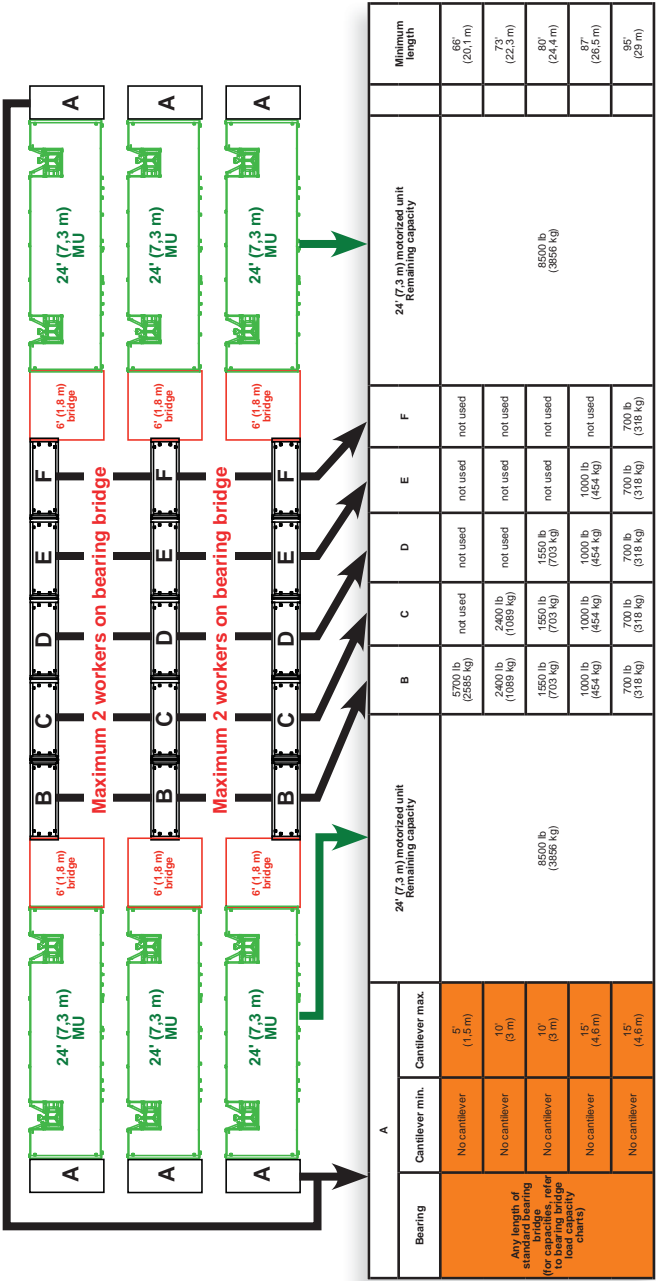 A
24' (7,3 m)
MU
6' (1,8 m)
bridge
B
C
D
E
F
6' (1,8 m)
bridge
24' (7,3 m)
MU
A
Maximum 2 workers on bearing bridge
A
24' (7,3 m)
MU
6' (1,8 m)
bridge
B
C
D
E
F
6' (1,8 m)
bridge
24' (7,3 m)
MU
A
Maximum 2 workers on bearing bridge
A
24' (7,3 m)
MU
6' (1,8 m)
bridge
B
C
D
E
F
6' (1,8 m)
bridge
24' (7,3 m)
MU
A
A
Bearing
Cantilever min.
Cantilever max.
24' (7,3 m) motorized unit
Remaining capacity
B
C
D
E
F
24' (7,3 m) motorized unit
Remaining capacity
Minimum
length
Any length of
standard bearing
bridge
(for capacities, refer
to bearing bridge
load capacity
charts)
No cantilever
5'
(1,5 m)
8500 lb
(3856 kg)
5700 lb
(2585 kg)
not used
not used
not used
not used
8500 lb
(3856 kg)
66'
(20,1 m)
No cantilever
10'
(3 m)
2400 lb
(1089 kg)
2400 lb
(1089 kg)
not used
not used
not used
73'
(22,3 m)
No cantilever
10'
(3 m)
1550 lb
(703 kg)
1550 lb
(703 kg)
1550 lb
(703 kg)
not used
not used
80'
(24,4 m)
No cantilever
15'
(4,6 m)
1000 lb
(454 kg)
1000 lb
(454 kg)
1000 lb
(454 kg)
1000 lb
(454 kg)
not used
87'
(26,5 m)
No cantilever
15'
(4,6 m)
700 lb
(318 kg)
700 lb
(318 kg)
700 lb
(318 kg)
700 lb
(318 kg)
700 lb
(318 kg)
95'
(29 m)